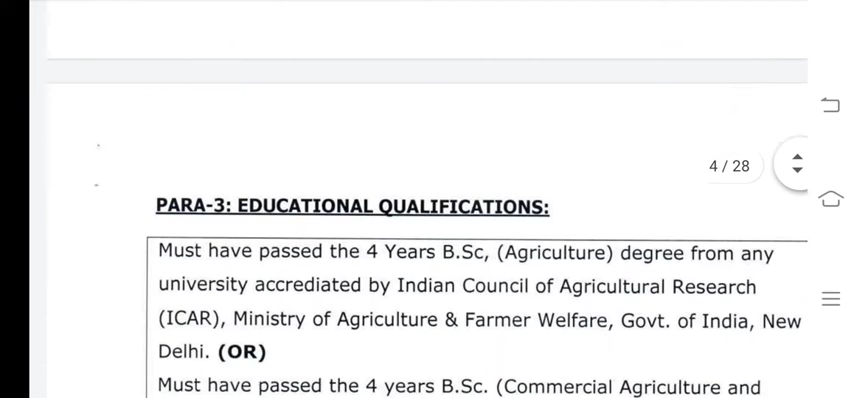 4 / 28
PARA-3: EDUCATIONAL QUALIFICATIONS:
Must have passed the 4 Years B.Sc, (Agriculture) degree from any
university accrediated by Indian Council of Agricultural Research
(ICAR), Ministry of Agriculture & Farmer Welfare, Govt. of India, New
Delhi. (OR)
Must have passed the 4 years B.Sc. (Commercial Agriculture and